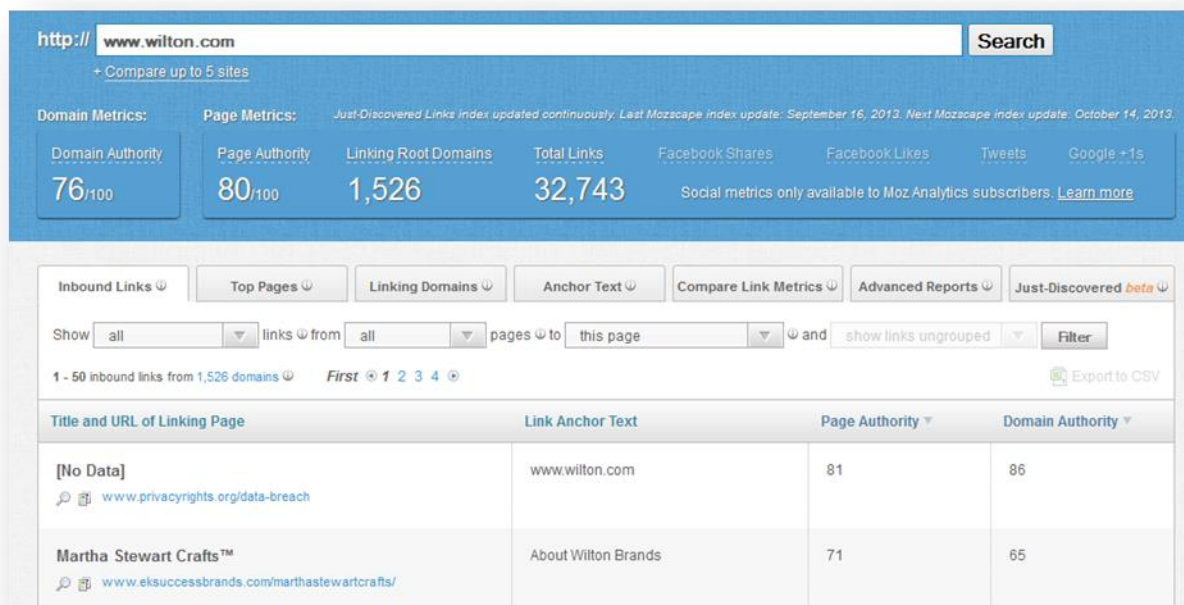 http:// www.wilton.com Search
+ Compare up to 5 sites
Domain Metrics: Page Metrics: Just-Discovered Links index updated continuously. Last Mozscape index update: September 16, 2013. Next Mozscape index update: October 14, 2013.
Domain Authority Page Authority Linking Root Domains Total Links Facebook Shares Facebook Likes Tweets Google +1s
76/100 80/100 1,526 32,743 Social metrics only available to Moz Analytics subscribers. Learn more
Inbound Links Top Pages Linking Domains Anchor Text Compare Link Metrics Advanced Reports Just-Discovered beta
Show all links from all pages to this page and show links ungrouped Filter
1 - 50 inbound links from 1,526 domains First 1 2 3 4 Export to CSV
Title and URL of Linking Page Link Anchor Text Page Authority Domain Authority
[No Data] www.wilton.com 81 86
www.privacyrights.org/data-breach
Martha Stewart Crafts™ About Wilton Brands 71 65
www.eksuccessbrands.com/marthastewartcrafts/